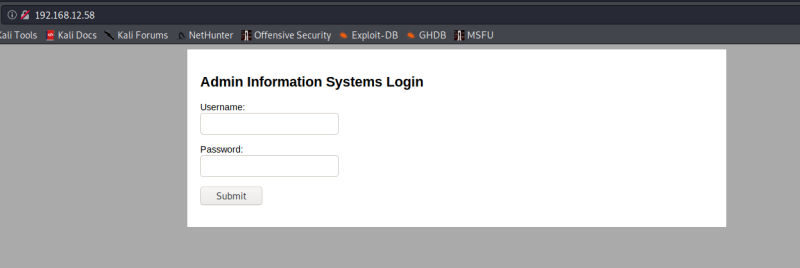 192.168.12.58
Kali Tools Kali Docs Kali Forums NetHunter Offensive Security Exploit-DB GHDB MSFU
Admin Information Systems Login
Username:
Password:
Submit